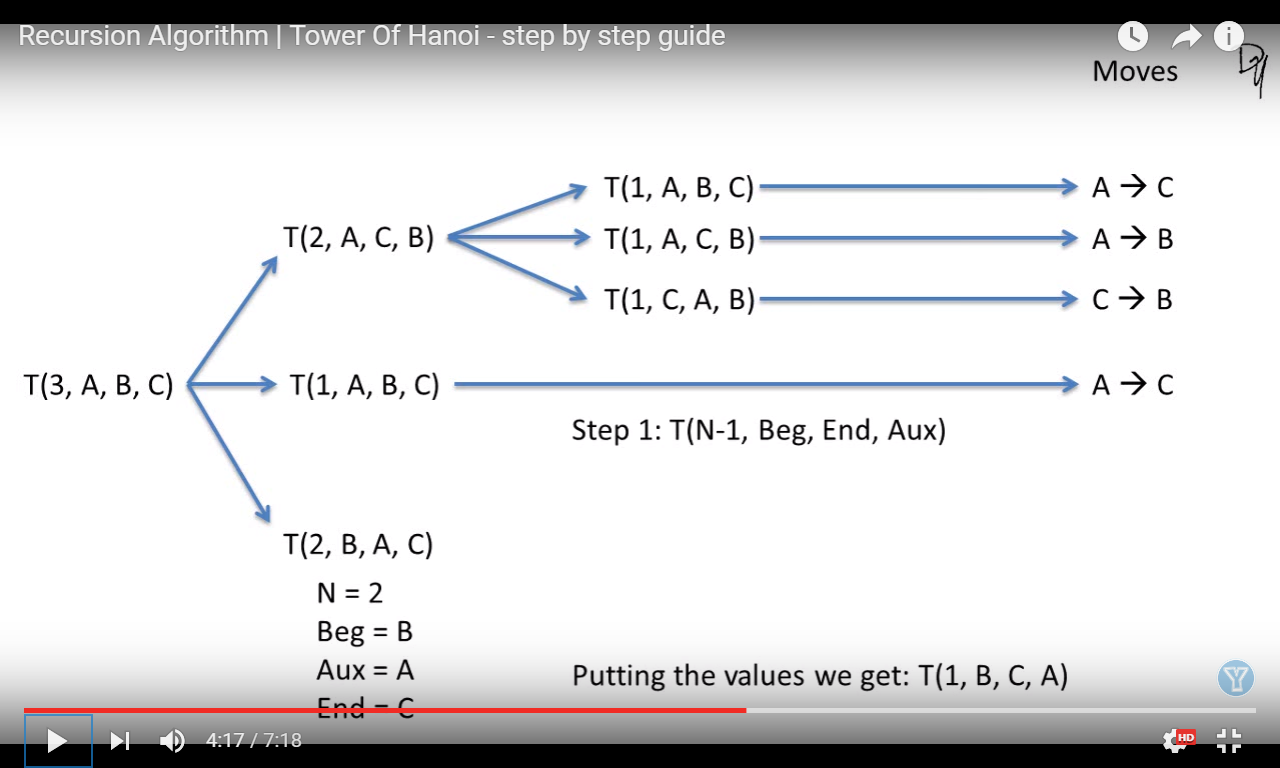 Recursion Algorithm | Tower Of Hanoi - step by step guide
Moves
T(1, A, B, C) A → C
T(2, A, C, B) T(1, A, C, B) A → B
T(1, C, A, B) C → B
T(3, A, B, C) T(1, A, B, C) A → C
Step 1: T(N-1, Beg, End, Aux)
T(2, B, A, C)
N = 2
Beg = B
Aux = A
Putting the values we get: T(1, B, C, A)
End = C
4:17 / 7:18
HD